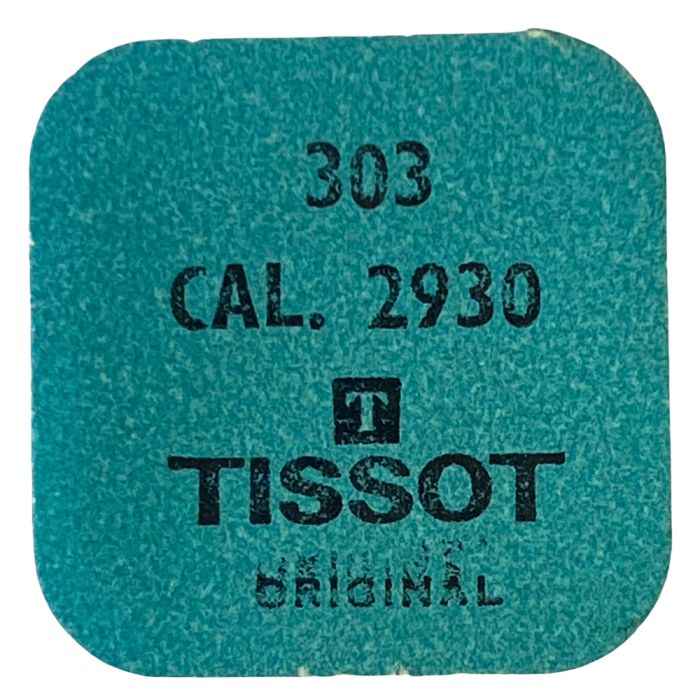 303
CAL. 2930
T
TISSOT
ORIGINAL